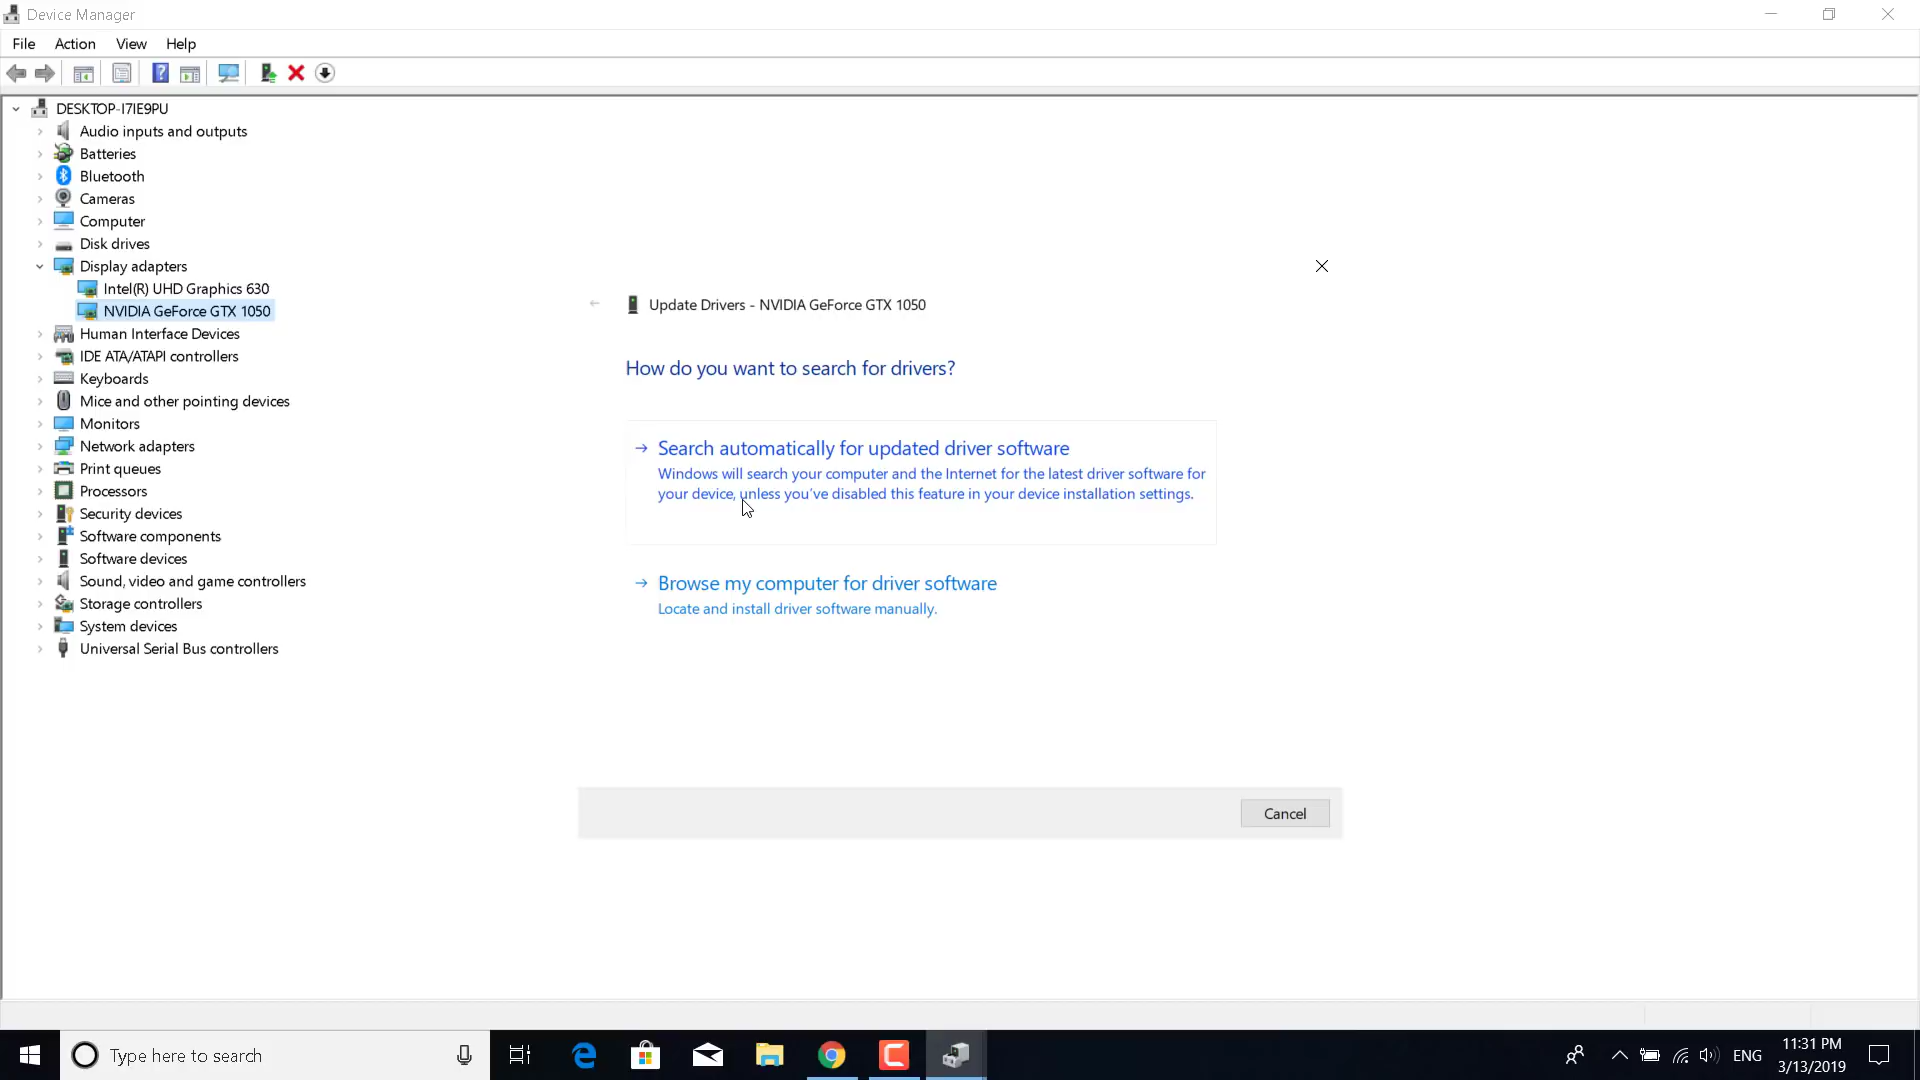 Device Manager
File Action View Help
DESKTOP-I7IE9PU
Audio inputs and outputs
Batteries
Bluetooth
Cameras
Computer
Disk drives
Display adapters
Intel(R) UHD Graphics 630
NVIDIA GeForce GTX 1050
Human Interface Devices
IDE ATA/ATAPI controllers
Keyboards
Mice and other pointing devices
Monitors
Network adapters
Print queues
Processors
Security devices
Software components
Software devices
Sound, video and game controllers
Storage controllers
System devices
Universal Serial Bus controllers
Update Drivers - NVIDIA GeForce GTX 1050
How do you want to search for drivers?
Search automatically for updated driver software
Windows will search your computer and the Internet for the latest driver software for
your device, unless you've disabled this feature in your device installation settings.
Browse my computer for driver software
Locate and install driver software manually.
Cancel
Type here to search
ENG
11:31 PM
3/13/2019